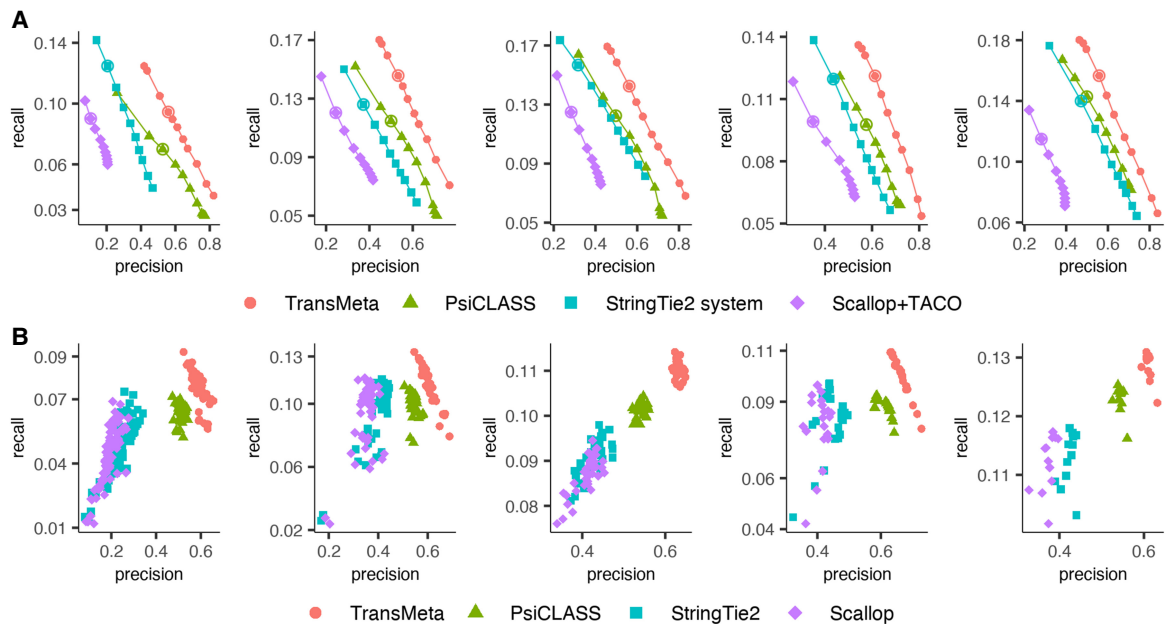 A
0.14
0.10
0.06
0.03
0.2 0.4 0.6 0.8
recall
precision
0.17
0.13
0.09
0.05
0.2 0.4 0.6 0.8
recall
precision
0.17
0.13
0.09
0.05
0.2 0.4 0.6 0.8
recall
precision
0.14
0.11
0.08
0.05
0.4 0.6 0.8
recall
precision
0.18
0.14
0.10
0.06
0.2 0.4 0.6 0.8
recall
precision
TransMeta PsiCLASS StringTie2 system Scallop+TACO
B
0.09
0.07
0.04
0.01
0.2 0.4 0.6
recall
precision
0.13
0.10
0.06
0.02
0.2 0.4 0.6
recall
precision
0.11
0.10
0.09
0.08
0.4 0.6
recall
precision
0.11
0.09
0.06
0.04
0.4 0.6
recall
precision
0.13
0.12
0.11
0.4 0.6
recall
precision
TransMeta PsiCLASS StringTie2 Scallop